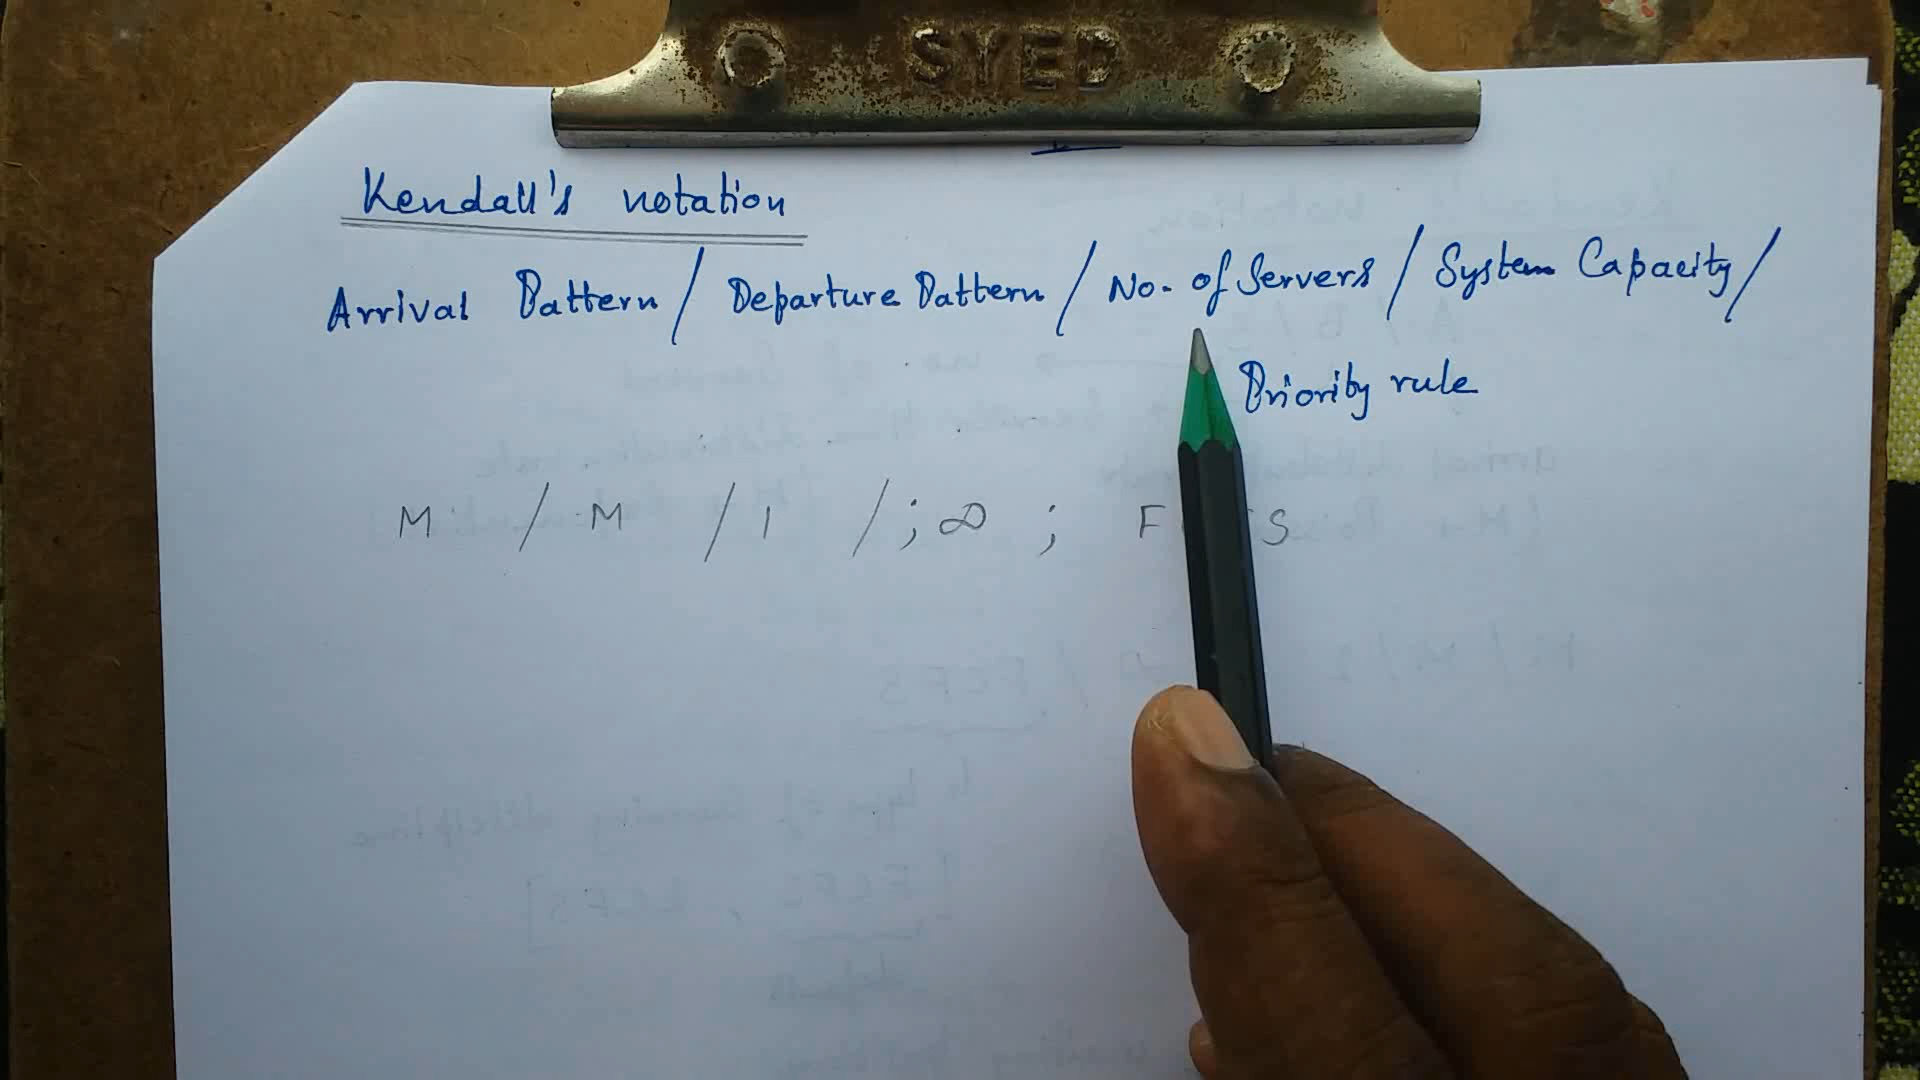 SYED
Kendall's notation
Arrival Pattern / Departure Pattern / No. of Servers / System Capacity /
Priority rule
M / M / 1 / ; ∞ ; F S